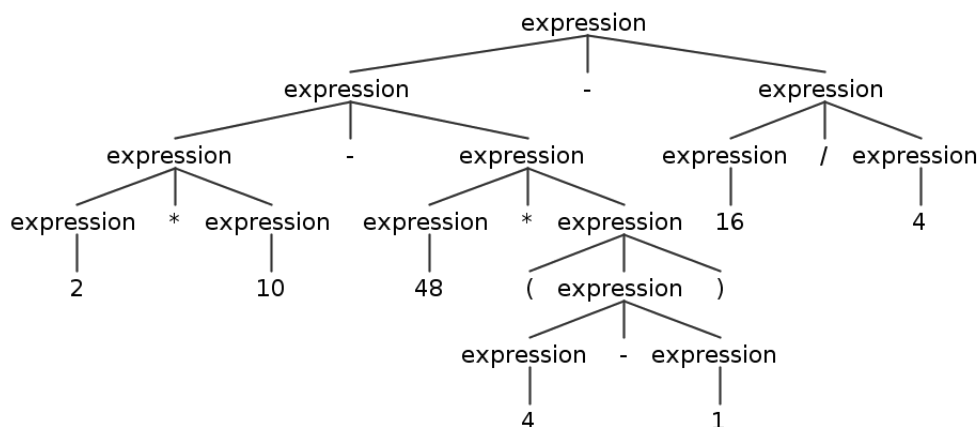 expression
expression - expression
expression - expression expression / expression
expression * expression expression * expression 16 4
2 10 48 ( expression )
expression - expression
4 1